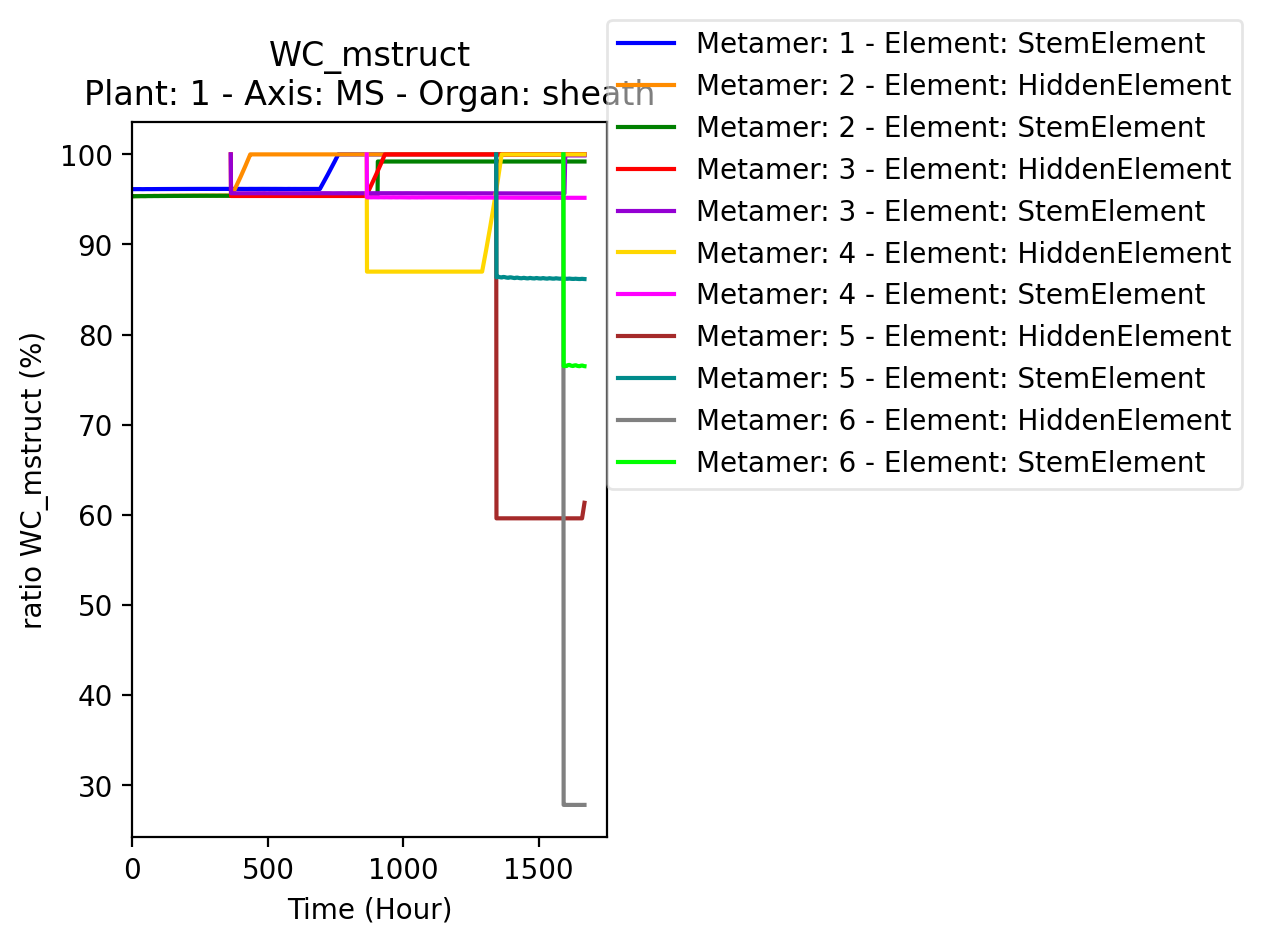 WC_mstruct
Plant: 1 - Axis: MS - Organ: sheath
Metamer: 1 - Element: StemElement
Metamer: 2 - Element: HiddenElement
Metamer: 2 - Element: StemElement
Metamer: 3 - Element: HiddenElement
Metamer: 3 - Element: StemElement
Metamer: 4 - Element: HiddenElement
Metamer: 4 - Element: StemElement
Metamer: 5 - Element: HiddenElement
Metamer: 5 - Element: StemElement
Metamer: 6 - Element: HiddenElement
Metamer: 6 - Element: StemElement
ratio WC_mstruct (%)
100
90
80
70
60
50
40
30
0 500 1000 1500
Time (Hour)